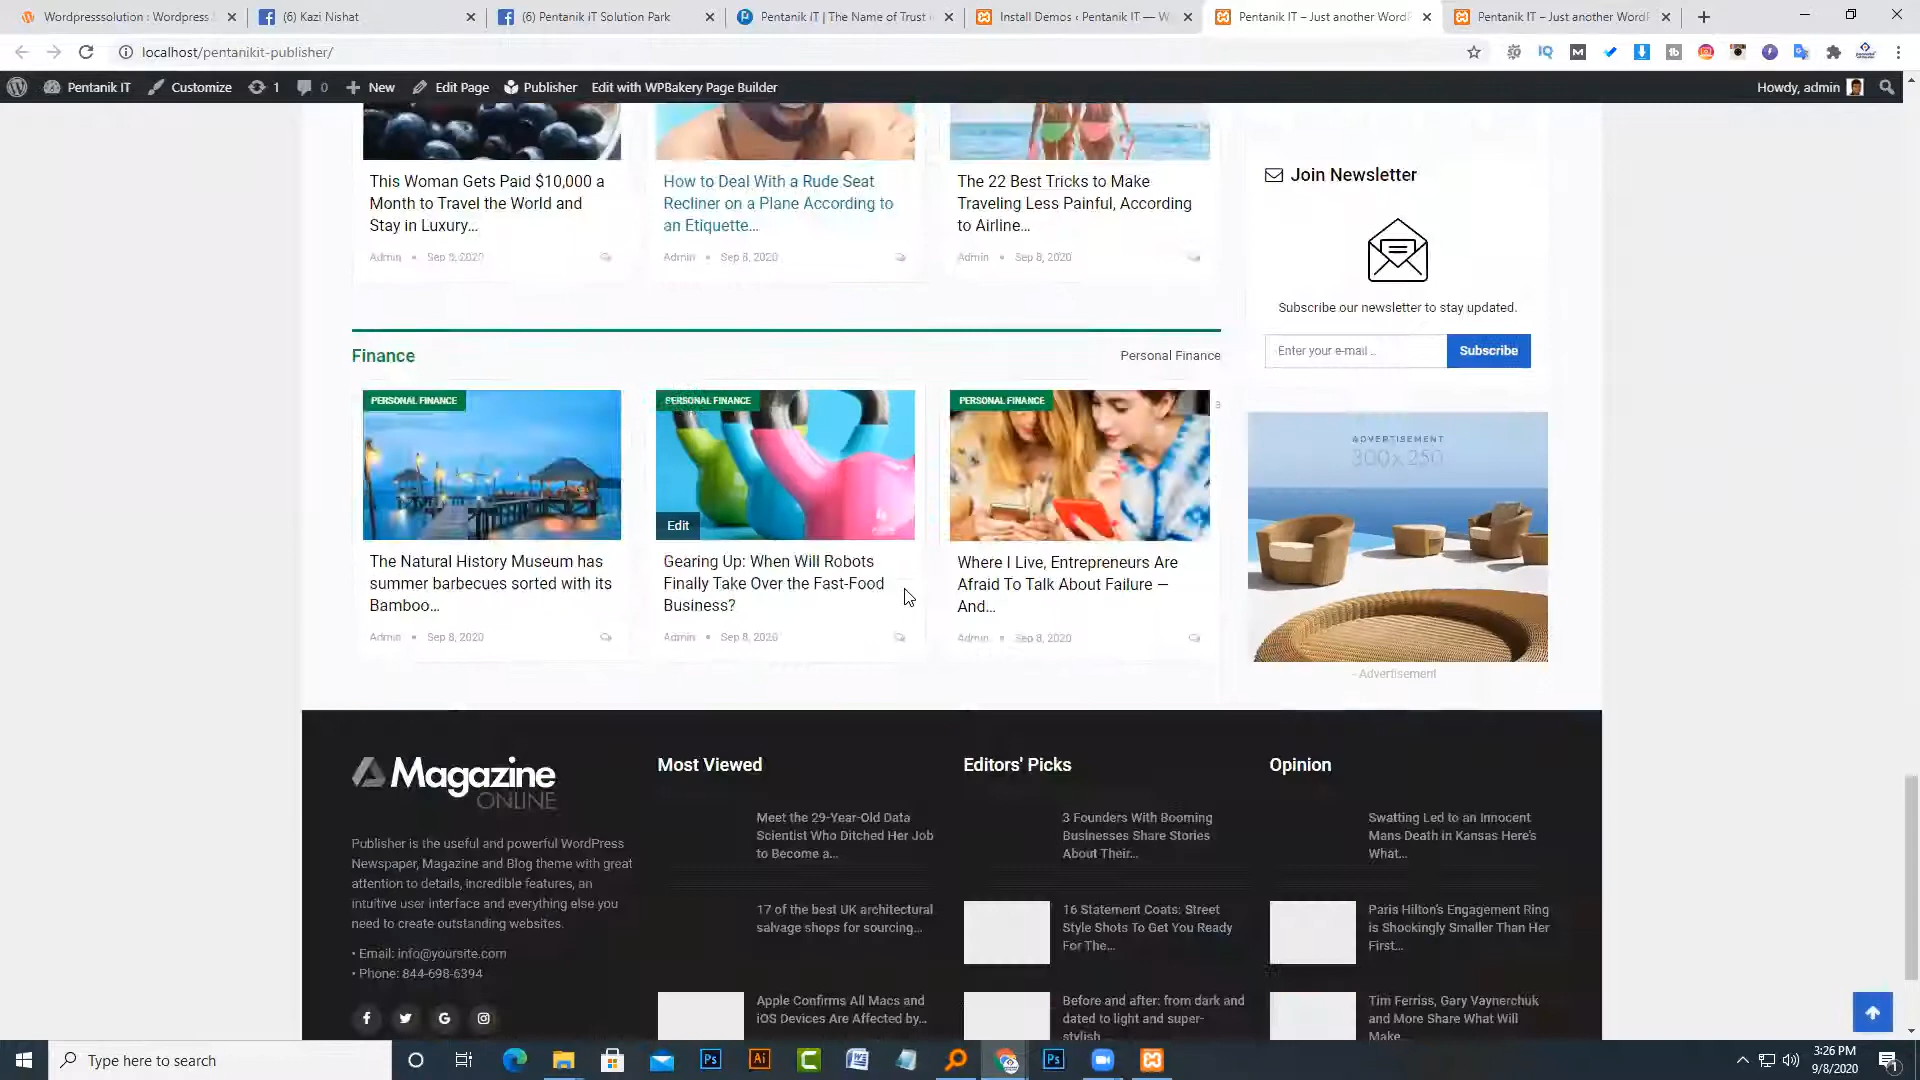 Wordpresssolution : Wordpress
(6) Kazi Nishat
(6) Pentanik iT Solution Park
Pentanik iT | The Name of Trust
Install Demos ‹ Pentanik IT — W
Pentanik IT – Just another WordP
Pentanik IT – Just another WordP
localhost/pentanikit-publisher/
Pentanik IT
Customize
1
0
New
Edit Page
Publisher
Edit with WPBakery Page Builder
Howdy, admin
This Woman Gets Paid $10,000 a
Month to Travel the World and
Stay in Luxury...
Admin • Sep 8, 2020
How to Deal With a Rude Seat
Recliner on a Plane According to
an Etiquette...
Admin • Sep 8, 2020
The 22 Best Tricks to Make
Traveling Less Painful, According
to Airline...
Admin • Sep 8, 2020
Join Newsletter
Subscribe our newsletter to stay updated.
Enter your e-mail ..
Subscribe
Finance
Personal Finance
PERSONAL FINANCE
Edit
PERSONAL FINANCE
PERSONAL FINANCE
The Natural History Museum has
summer barbecues sorted with its
Bamboo...
Admin • Sep 8, 2020
Gearing Up: When Will Robots
Finally Take Over the Fast-Food
Business?
Admin • Sep 8, 2020
Where I Live, Entrepreneurs Are
Afraid To Talk About Failure —
And...
Admin • Sep 8, 2020
ADVERTISEMENT
300x250
- Advertisement
Magazine
ONLINE
Publisher is the useful and powerful WordPress
Newspaper, Magazine and Blog theme with great
attention to details, incredible features, an
intuitive user interface and everything else you
need to create outstanding websites.
• Email: info@yoursite.com
• Phone: 844-698-6394
Most Viewed
Meet the 29-Year-Old Data
Scientist Who Ditched Her Job
to Become a...
17 of the best UK architectural
salvage shops for sourcing...
Apple Confirms All Macs and
iOS Devices Are Affected by...
Editors' Picks
3 Founders With Booming
Businesses Share Stories
About Their...
16 Statement Coats: Street
Style Shots To Get You Ready
For The...
Before and after: from dark and
dated to light and super-
stylish...
Opinion
Swatting Led to an Innocent
Mans Death in Kansas Here's
What...
Paris Hilton's Engagement Ring
is Shockingly Smaller Than Her
First...
Tim Ferriss, Gary Vaynerchuk
and More Share What Will
Make...
Type here to search
3:26 PM
9/8/2020
1